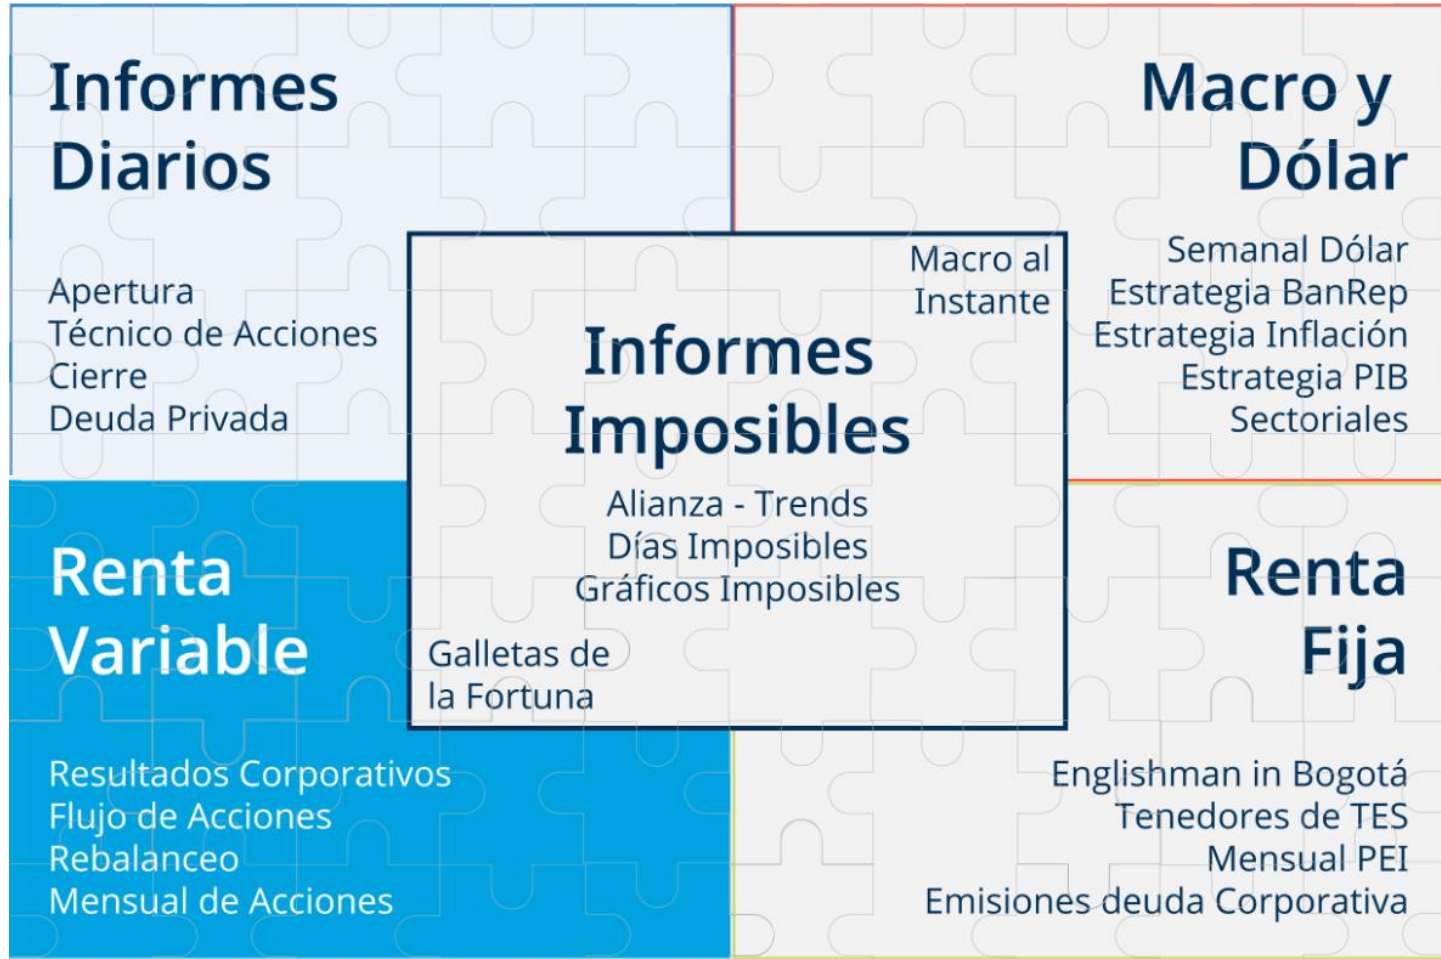 Informes
Diarios
Apertura
Técnico de Acciones
Cierre
Deuda Privada
Macro y
Dólar
Semanal Dólar
Estrategia BanRep
Estrategia Inflación
Estrategia PIB
Sectoriales
Macro al
Instante
Informes
Imposibles
Alianza - Trends
Días Imposibles
Gráficos Imposibles
Galletas de
la Fortuna
Renta
Variable
Resultados Corporativos
Flujo de Acciones
Rebalanceo
Mensual de Acciones
Renta
Fija
Englishman in Bogotá
Tenedores de TES
Mensual PEI
Emisiones deuda Corporativa